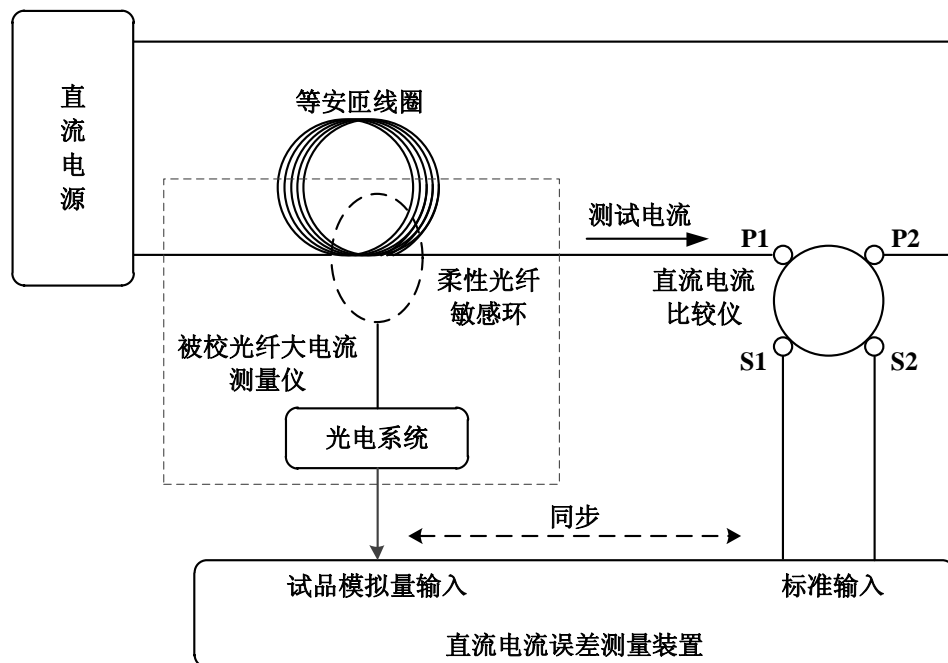 直流电源
等安匝线圈
测试电流
P1
P2
柔性光纤
敏感环
直流电流
比较仪
被校光纤大电流
测量仪
S1
S2
光电系统
同步
试品模拟量输入
标准输入
直流电流误差测量装置